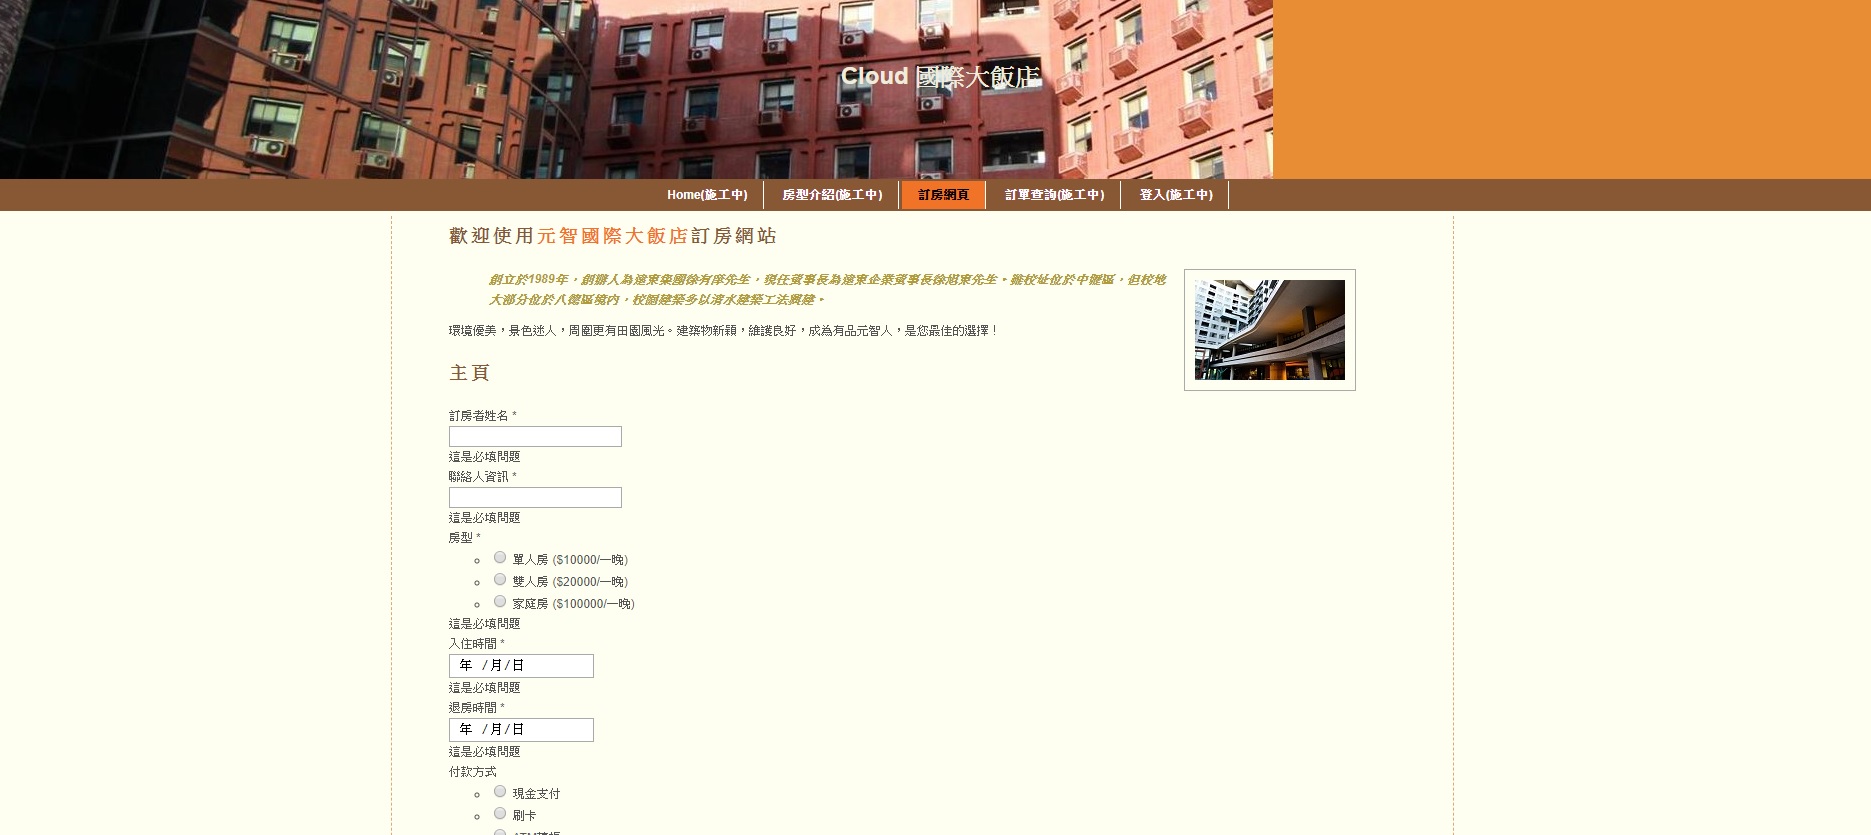 Cloud 國際大飯店
Home(施工中) 房型介紹(施工中) 訂房網頁 訂單查詢(施工中) 登入(施工中)
歡迎使用元智國際大飯店訂房網站
創立於1989年，創辦人為遠東集團徐有庠先生，現任董事長為遠東企業董事長徐旭東先生。雖校址位於中壢區，但校地
大部分位於八德區境內，校園建築多以清水建築工法興建。
環境優美，景色迷人，周圍更有田園風光。建築物新穎，維護良好，成為有品元智人，是您最佳的選擇！
主頁
訂房者姓名 *
這是必填問題
聯絡人資訊 *
這是必填問題
房型 *
單人房 ($10000/一晚)
雙人房 ($20000/一晚)
家庭房 ($100000/一晚)
這是必填問題
入住時間 *
年 /月/日
這是必填問題
退房時間 *
年 /月/日
這是必填問題
付款方式
現金支付
刷卡